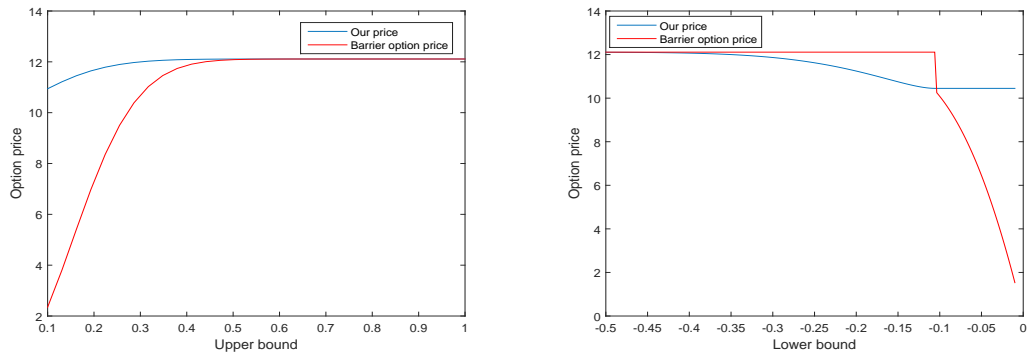 14
12
10
8
6
4
2
Option price
Our price
Barrier option price
0.1 0.2 0.3 0.4 0.5 0.6 0.7 0.8 0.9 1
Upper bound
14
12
10
8
6
4
2
0
Option price
Our price
Barrier option price
-0.5 -0.45 -0.4 -0.35 -0.3 -0.25 -0.2 -0.15 -0.1 -0.05 0
Lower bound